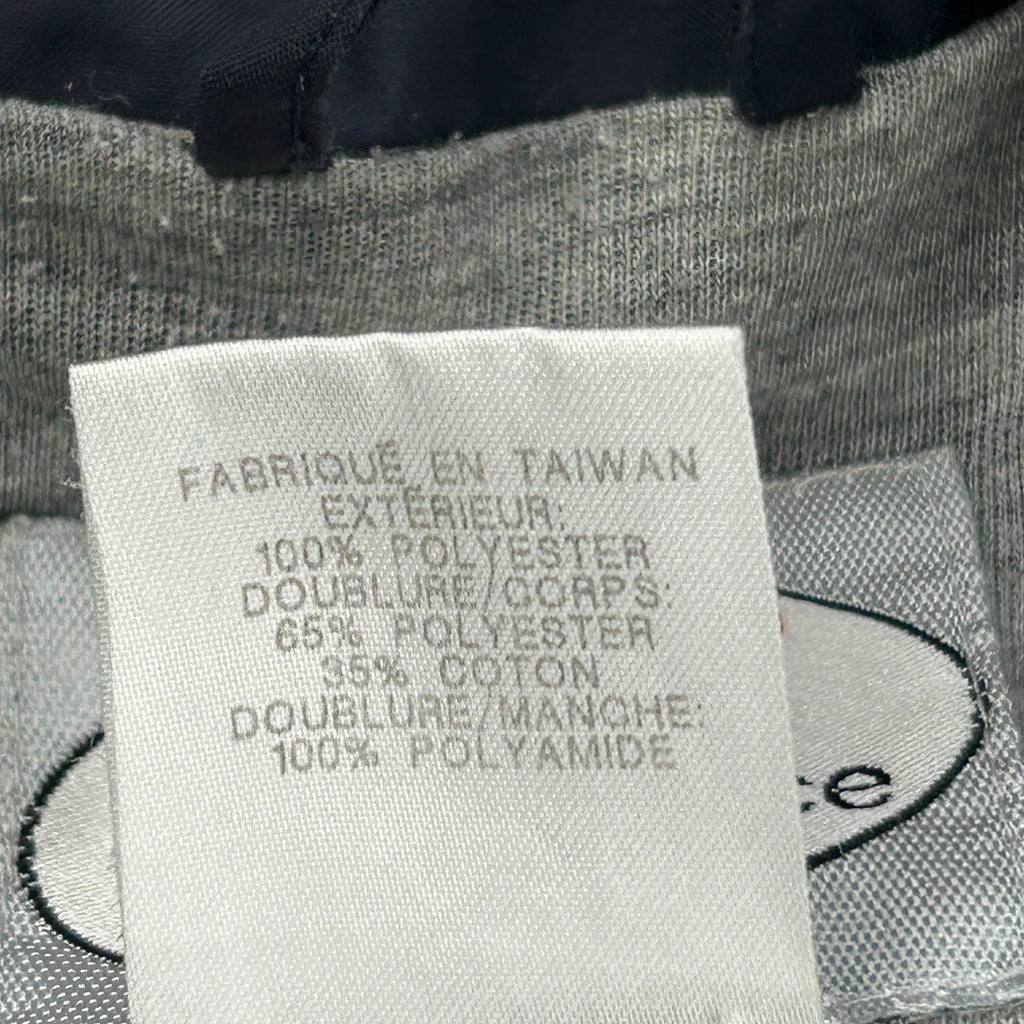 FABRIQUÉ EN TAIWAN
EXTÉRIEUR:
100% POLYESTER
DOUBLURE/CORPS:
65% POLYESTER
35% COTON
DOUBLURE/MANCHE:
100% POLYAMIDE